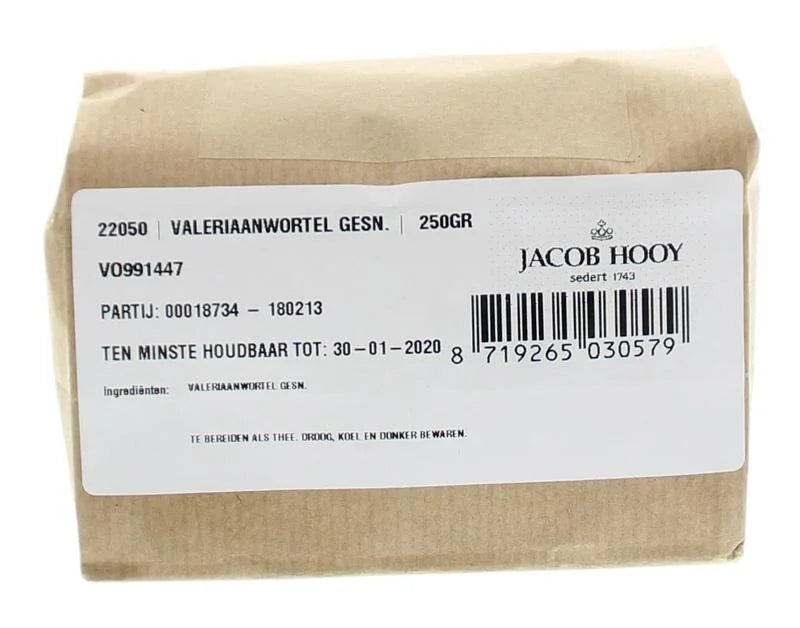 22050 | VALERIAANWORTEL GESN. | 250GR
JACOB HOOY
sedert 1743
VO991447
PARTIJ: 00018734 - 180213
TEN MINSTE HOUDBAAR TOT: 30-01-2020
8 719265 030579
Ingrediënten: VALERIAANWORTEL GESN.
TE BEREIDEN ALS THEE. DROOG, KOEL EN DONKER BEWAREN.